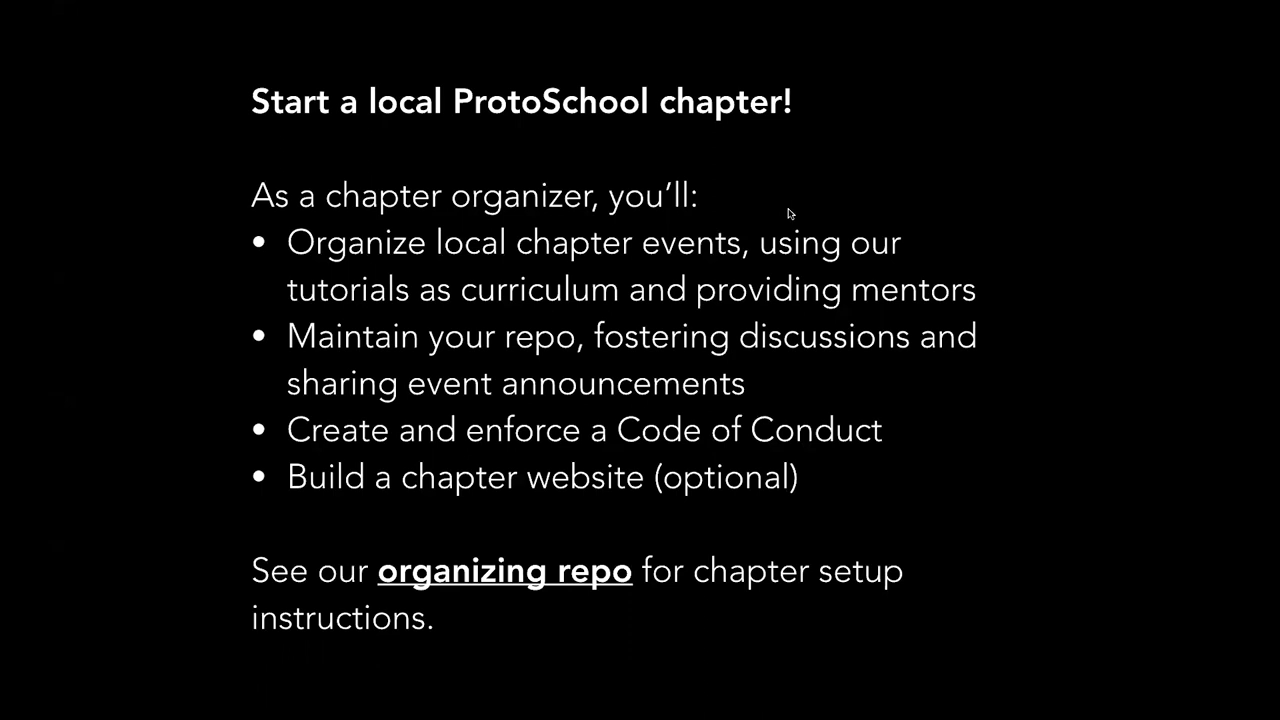 Start a local ProtoSchool chapter!
As a chapter organizer, you’ll:
• Organize local chapter events, using our
tutorials as curriculum and providing mentors
• Maintain your repo, fostering discussions and
sharing event announcements
• Create and enforce a Code of Conduct
• Build a chapter website (optional)
See our organizing repo for chapter setup
instructions.